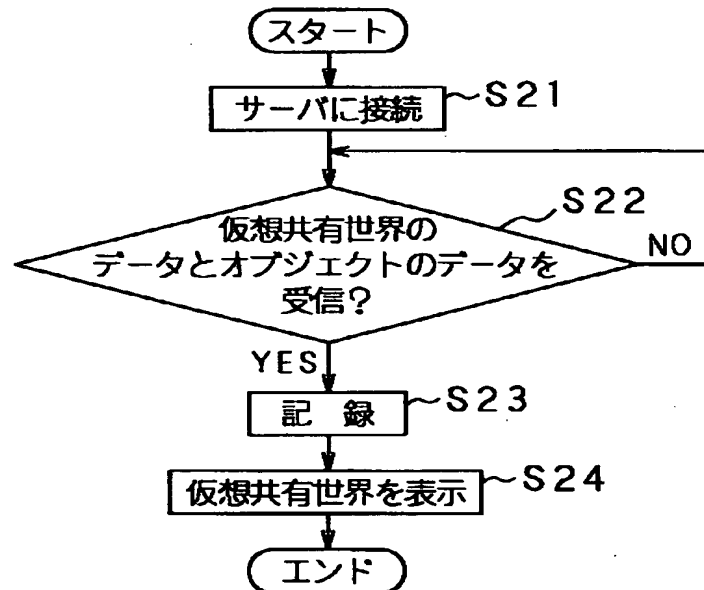 スタート
サーバに接続 S21
仮想共有世界の S22
データとオブジェクトのデータを NO
受信?
YES
記 録 S23
仮想共有世界を表示 S24
エンド